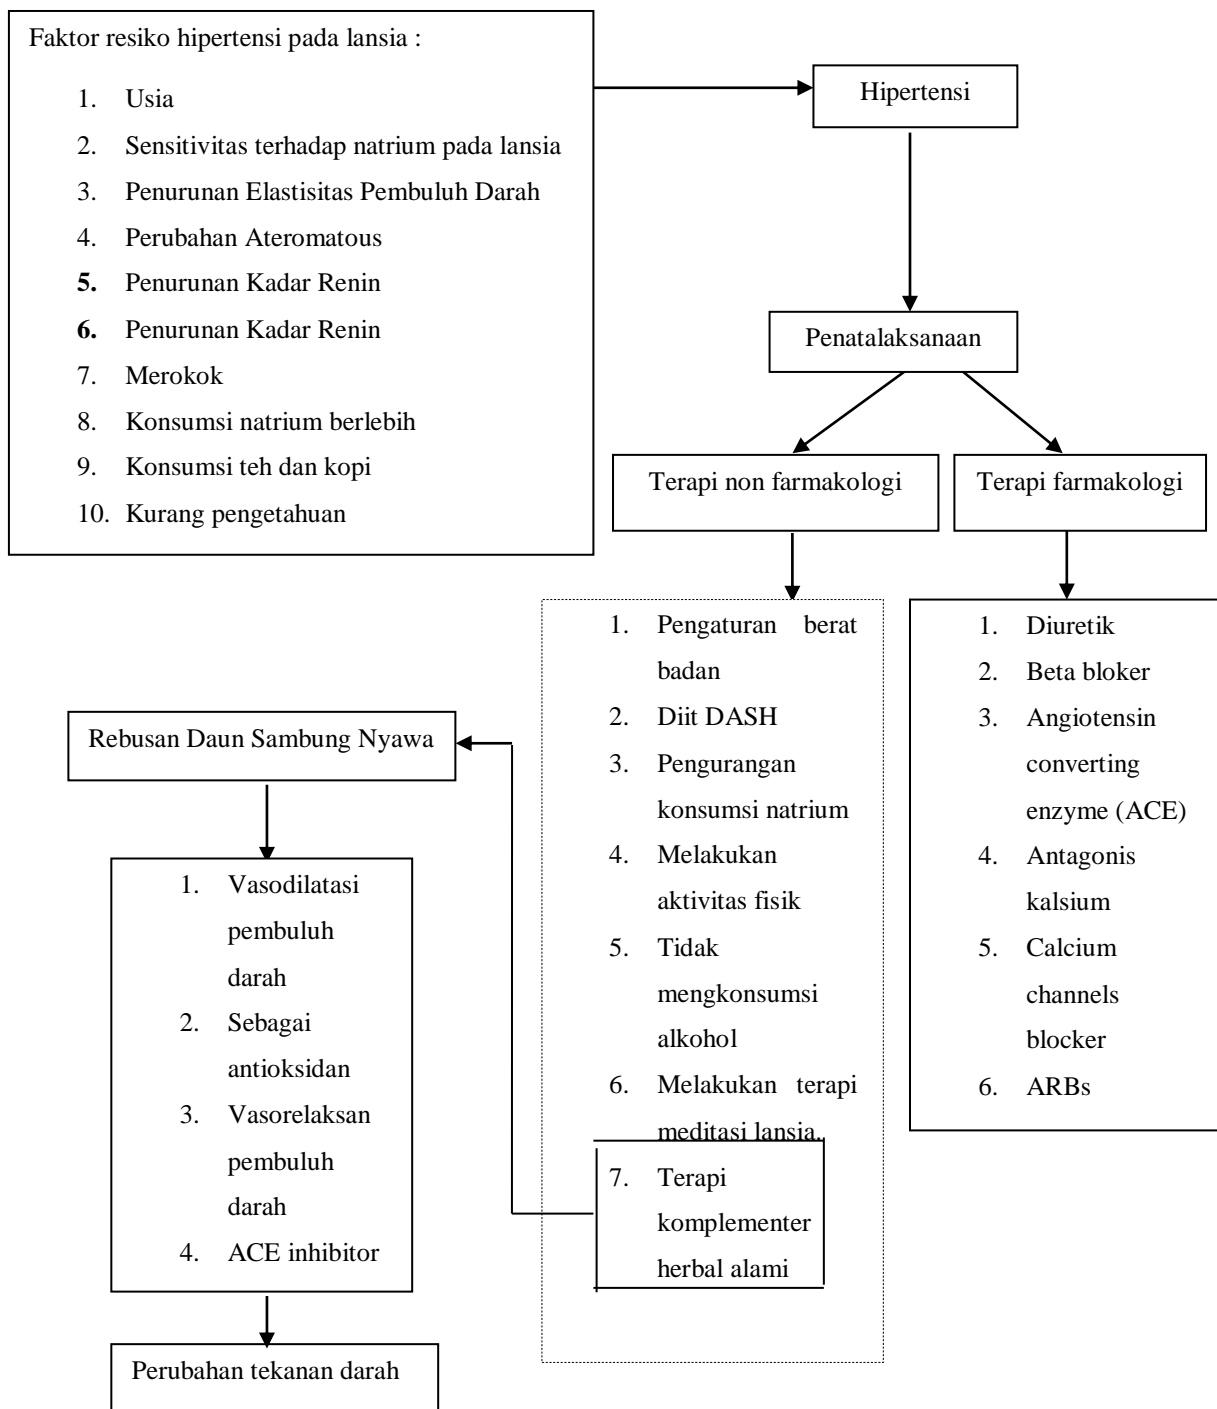 Faktor resiko hipertensi pada lansia :
1. Usia
2. Sensitivitas terhadap natrium pada lansia
3. Penurunan Elastisitas Pembuluh Darah
4. Perubahan Ateromatous
5. Penurunan Kadar Renin
6. Penurunan Kadar Renin
7. Merokok
8. Konsumsi natrium berlebih
9. Konsumsi teh dan kopi
10. Kurang pengetahuan
Hipertensi
Penatalaksanaan
Terapi non farmakologi
Terapi farmakologi
1. Pengaturan berat
badan
2. Diit DASH
3. Pengurangan
konsumsi natrium
4. Melakukan
aktivitas fisik
5. Tidak
mengkonsumsi
alkohol
6. Melakukan terapi
meditasi lansia.
7. Terapi
komplementer
herbal alami
1. Diuretik
2. Beta bloker
3. Angiotensin
converting
enzyme (ACE)
4. Antagonis
kalsium
5. Calcium
channels
blocker
6. ARBs
Rebusan Daun Sambung Nyawa
1. Vasodilatasi
pembuluh
darah
2. Sebagai
antioksidan
3. Vasorelaksan
pembuluh
darah
4. ACE inhibitor
Perubahan tekanan darah